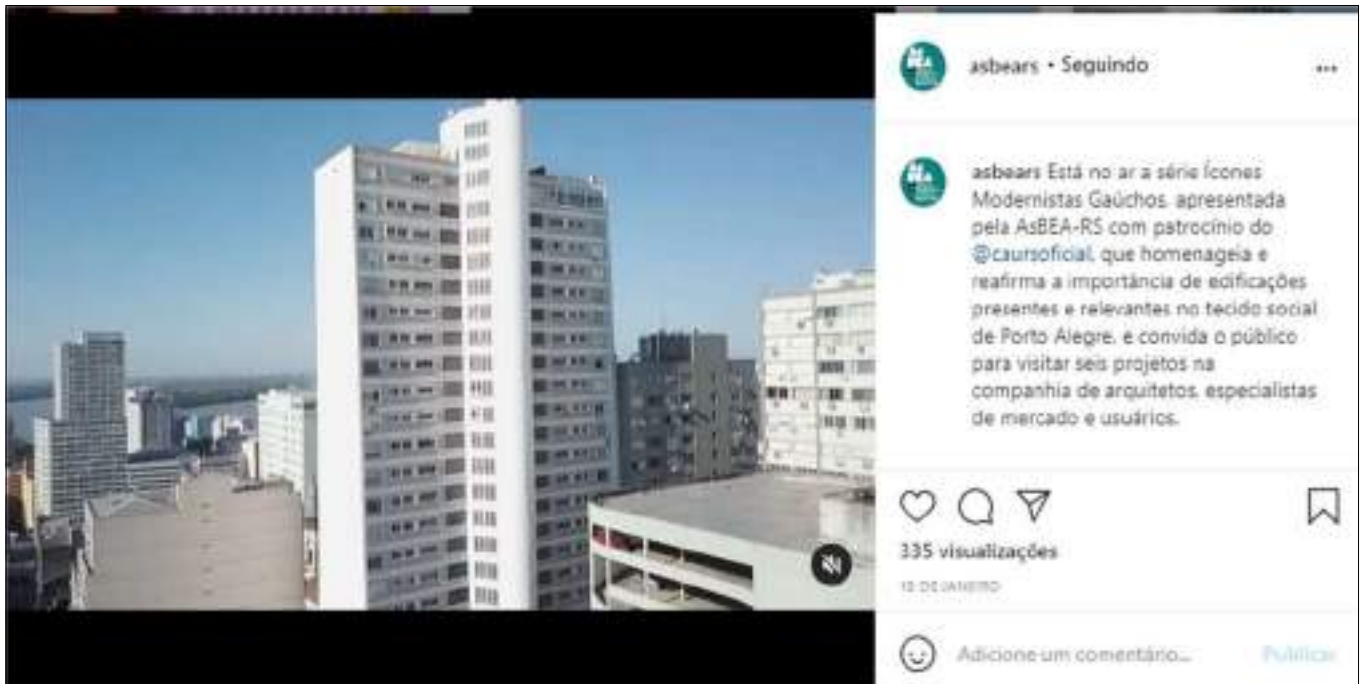 asbears • Seguindo
asbears Está no ar a série Ícones
Modernistas Gaúchos, apresentada
pela AsBEA-RS com patrocínio do
@caursoficial, que homenageia e
reafirma a importância de edificações
presentes e relevantes no tecido social
de Porto Alegre, e convida o público
para visitar seis projetos na
companhia de arquitetos, especialistas
de mercado e usuários.
335 visualizações
DE JANEIRO
Adicione um comentário...
Publicar